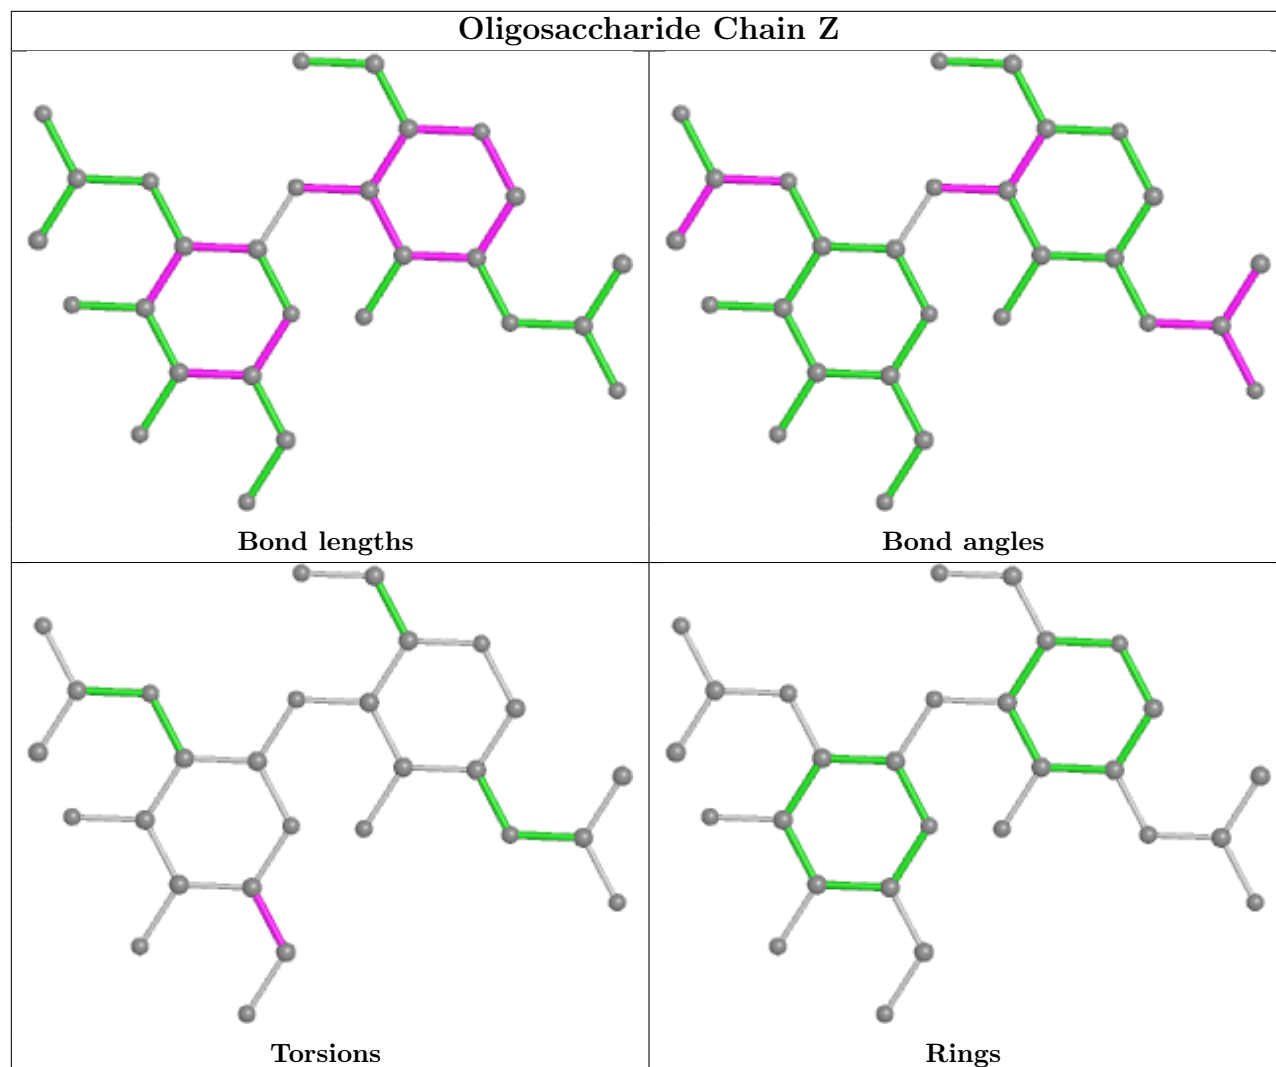 Oligosaccharide Chain Z
Bond lengths
Bond angles
Torsions
Rings